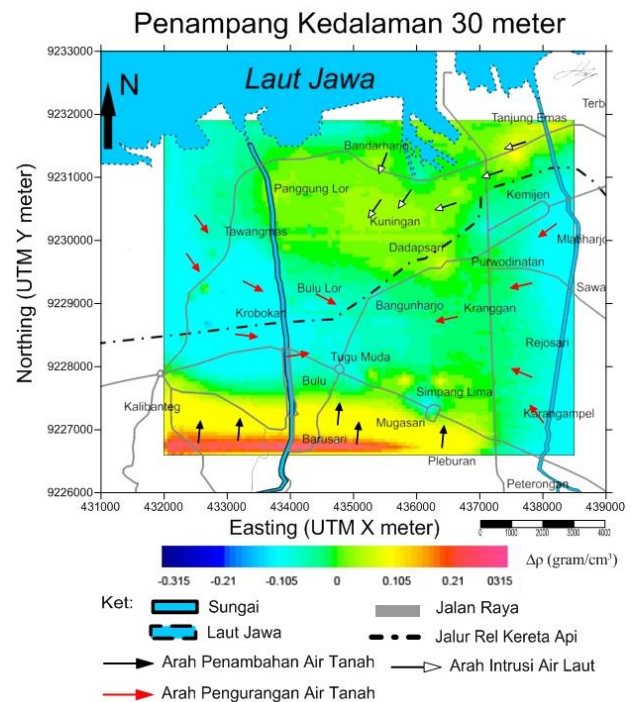 Penampang Kedalaman 30 meter
9233000
9232000
9231000
9230000
9229000
9228000
9227000
9226000
Northing (UTM Y meter)
N
Laut Jawa
Terb
Tanjung Emas
Bandarharjo
Panggung Lor
Kemijen
Kuningan
Tawangmas
Mlatiharjo
Dadapsari
Purwodinatan
Sawa
Bulu Lor
Bangunharjo
Kranggan
Krobokan
Rejosari
Tugu Muda
Bulu
Simpang Lima
Kalibanteg
Mugasari
Karangampel
Barusari
Pleburan
Peterongan
431000 432000 433000 434000 435000 436000 437000 438000 439000
Easting (UTM X meter)
0 1000 2000 3000 4000
-0.315 -0.21 -0.105 0 0.105 0.21 0315
Δρ (gram/cm³)
Ket:
Sungai
Jalan Raya
Laut Jawa
Jalur Rel Kereta Api
Arah Penambahan Air Tanah
Arah Intrusi Air Laut
Arah Pengurangan Air Tanah